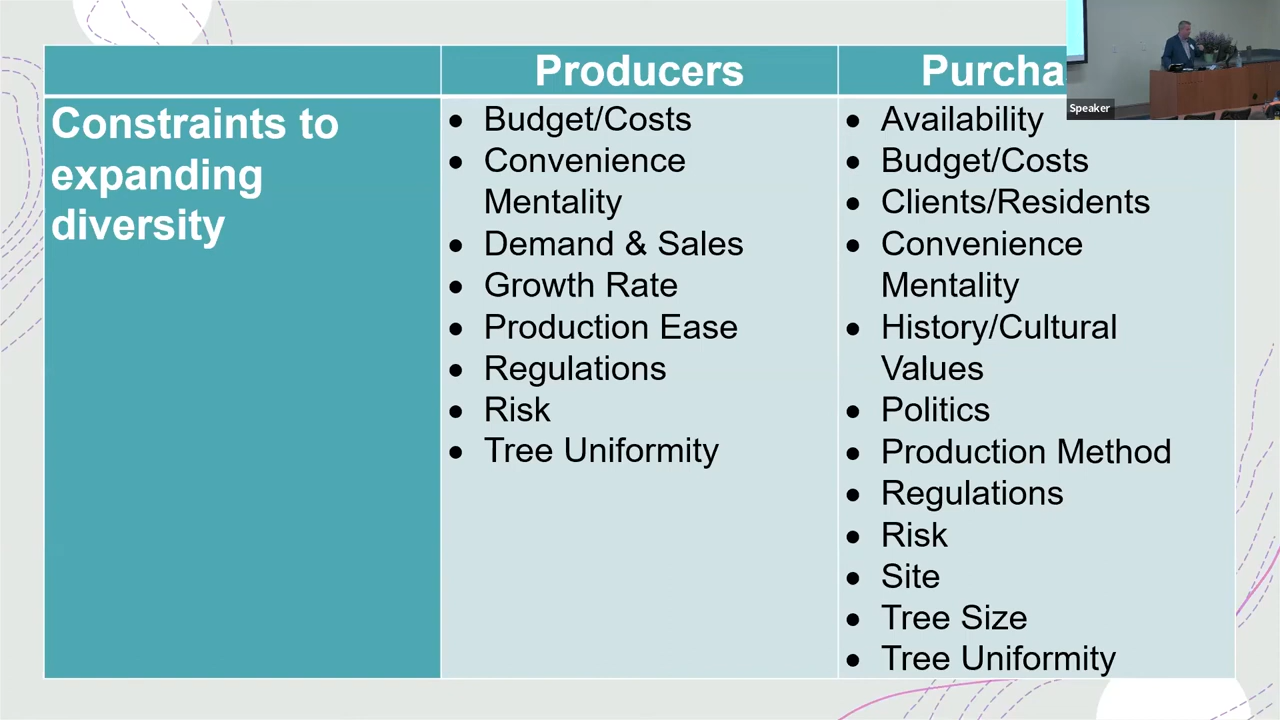 Producers
Purcha
Speaker
Constraints to
expanding
diversity
• Budget/Costs
• Convenience
Mentality
• Demand & Sales
• Growth Rate
• Production Ease
• Regulations
• Risk
• Tree Uniformity
• Availability
• Budget/Costs
• Clients/Residents
• Convenience
Mentality
• History/Cultural
Values
• Politics
• Production Method
• Regulations
• Risk
• Site
• Tree Size
• Tree Uniformity